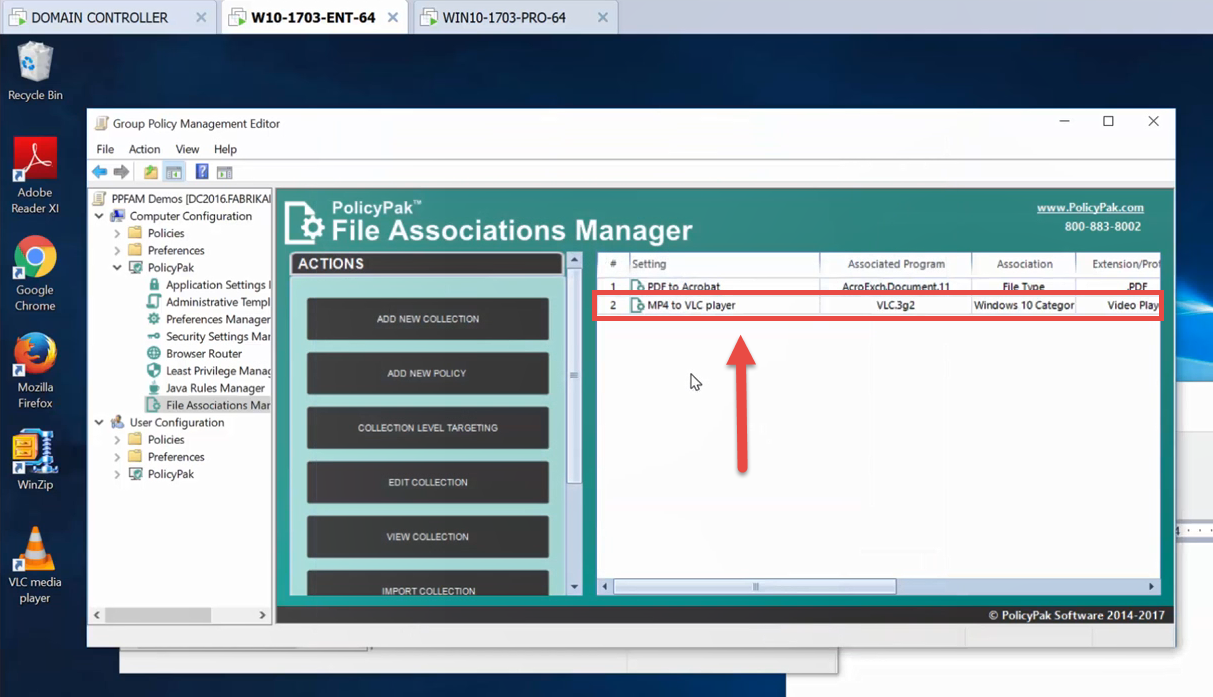 DOMAIN CONTROLLER
W10-1703-ENT-64
WIN10-1703-PRO-64
Recycle Bin
Adobe
Reader XI
Google
Chrome
Mozilla
Firefox
WinZip
VLC media
player
Group Policy Management Editor
File Action View Help
PPFAM Demos [DC2016.FABRIKA
Computer Configuration
Policies
Preferences
PolicyPak
Application Settings
Administrative Templ
Preferences Manager
Security Settings Mar
Browser Router
Least Privilege Manag
Java Rules Manager
File Associations Mar
User Configuration
Policies
Preferences
PolicyPak
PolicyPak™
File Associations Manager
www.PolicyPak.com
800-883-8002
ACTIONS
ADD NEW COLLECTION
ADD NEW POLICY
COLLECTION LEVEL TARGETING
EDIT COLLECTION
VIEW COLLECTION
IMPORT COLLECTION
# Setting Associated Program Association Extension/Prot
1 PDF to Acrobat AcroExch.Document.11 File Type .PDF
2 MP4 to VLC player VLC.3g2 Windows 10 Categor Video Play
© PolicyPak Software 2014-2017